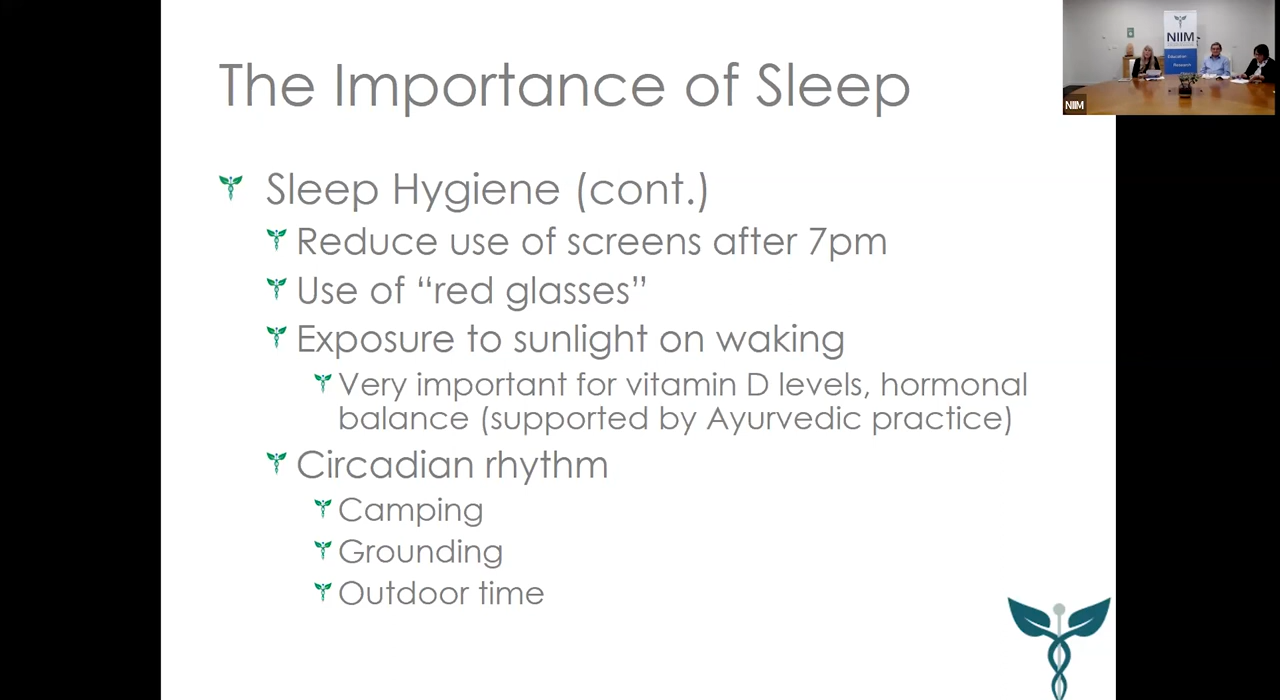 The Importance of Sleep
Sleep Hygiene (cont.)
Reduce use of screens after 7pm
Use of “red glasses”
Exposure to sunlight on waking
Very important for vitamin D levels, hormonal
balance (supported by Ayurvedic practice)
Circadian rhythm
Camping
Grounding
Outdoor time
NIIM
Education
Research
NIIM